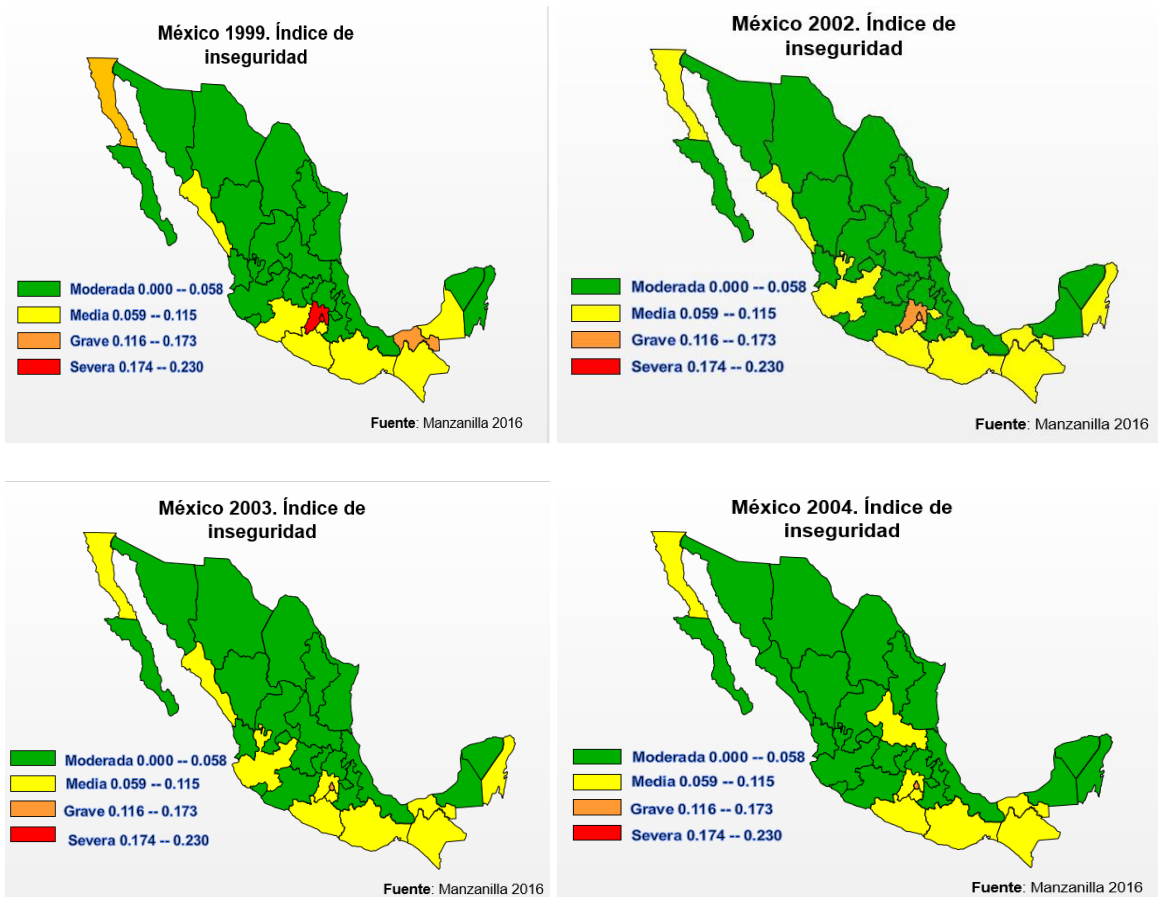 México 1999. Índice de
inseguridad
Moderada 0.000 -- 0.058
Media 0.059 -- 0.115
Grave 0.116 -- 0.173
Severa 0.174 -- 0.230
Fuente: Manzanilla 2016
México 2002. Índice de
inseguridad
Moderada 0.000 -- 0.058
Media 0.059 -- 0.115
Grave 0.116 -- 0.173
Severa 0.174 -- 0.230
Fuente: Manzanilla 2016
México 2003. Índice de
inseguridad
Moderada 0.000 -- 0.058
Media 0.059 -- 0.115
Grave 0.116 -- 0.173
Severa 0.174 -- 0.230
Fuente: Manzanilla 2016
México 2004. Índice de
inseguridad
Moderada 0.000 -- 0.058
Media 0.059 -- 0.115
Grave 0.116 -- 0.173
Severa 0.174 -- 0.230
Fuente: Manzanilla 2016